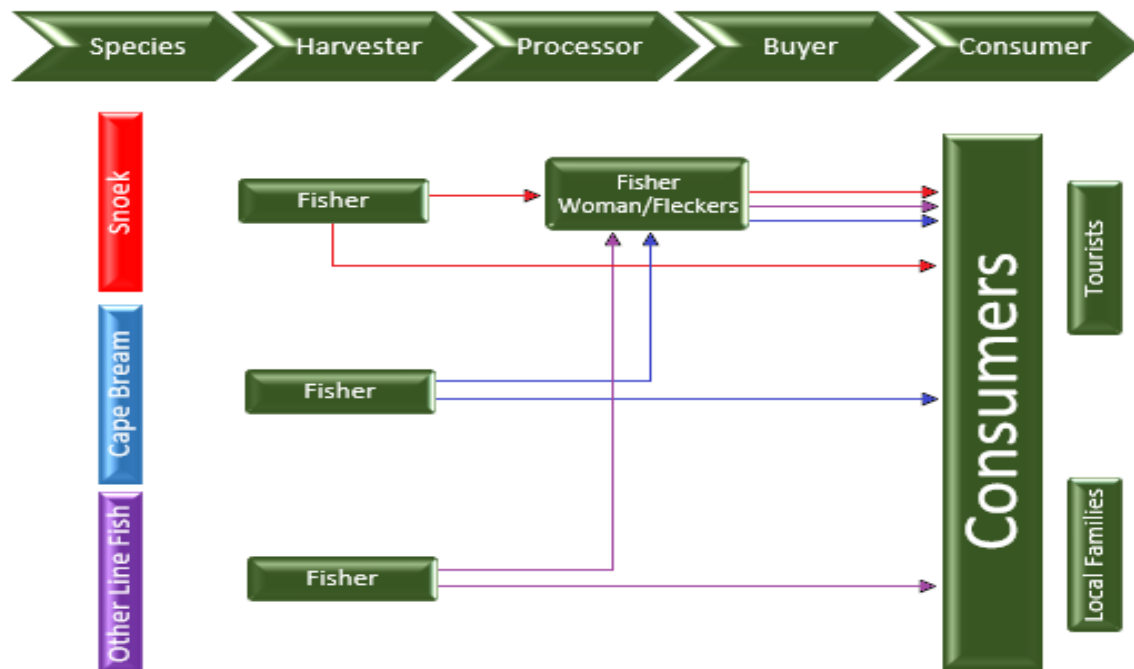 Species
Harvester
Processor
Buyer
Consumer
Snoek
Fisher
Fisher
Woman/Fleckers
Tourists
Consumers
Cape Bream
Fisher
Other Line Fish
Fisher
Local Families